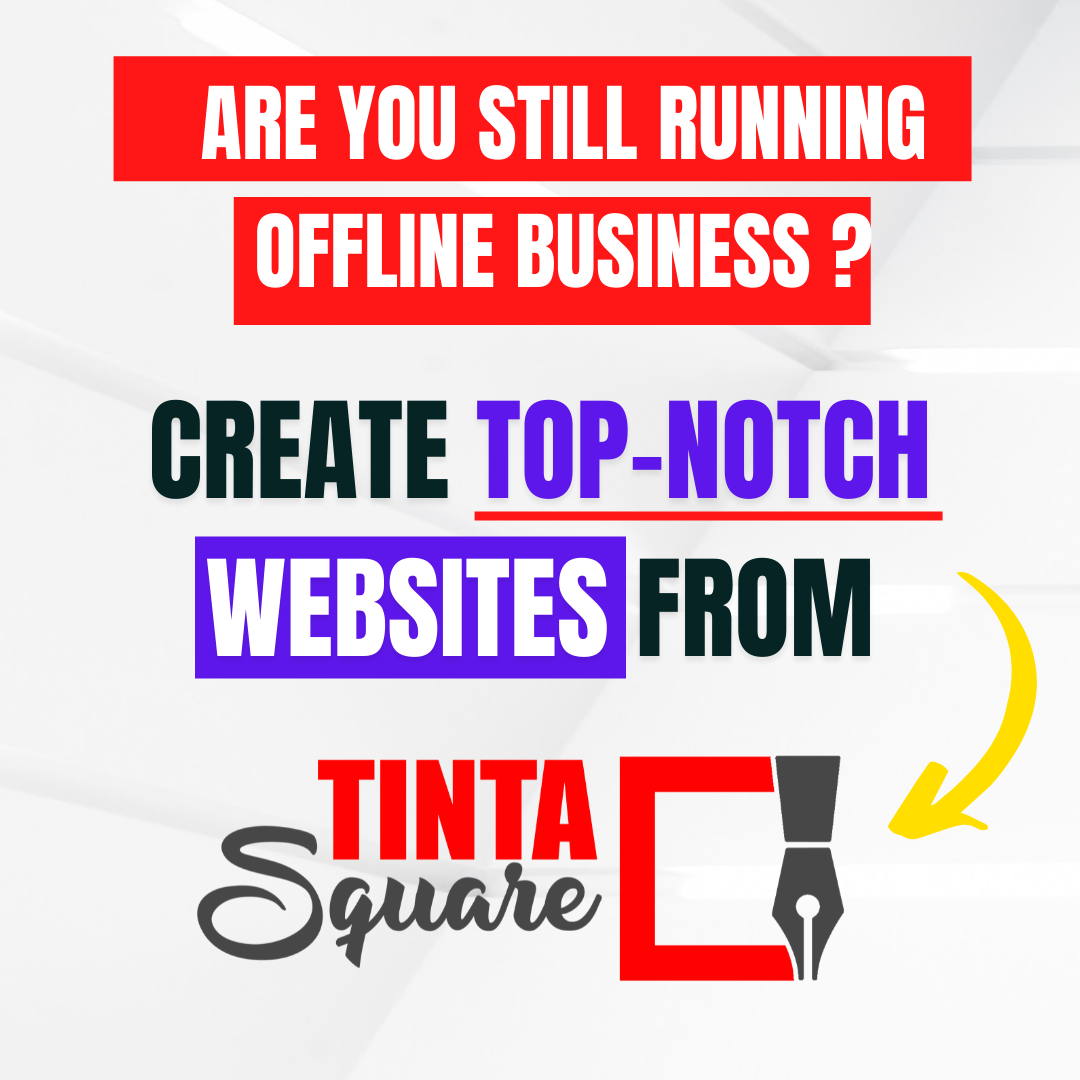 ARE YOU STILL RUNNING
OFFLINE BUSINESS ?
CREATE TOP-NOTCH
WEBSITES FROM
TINTA
Square